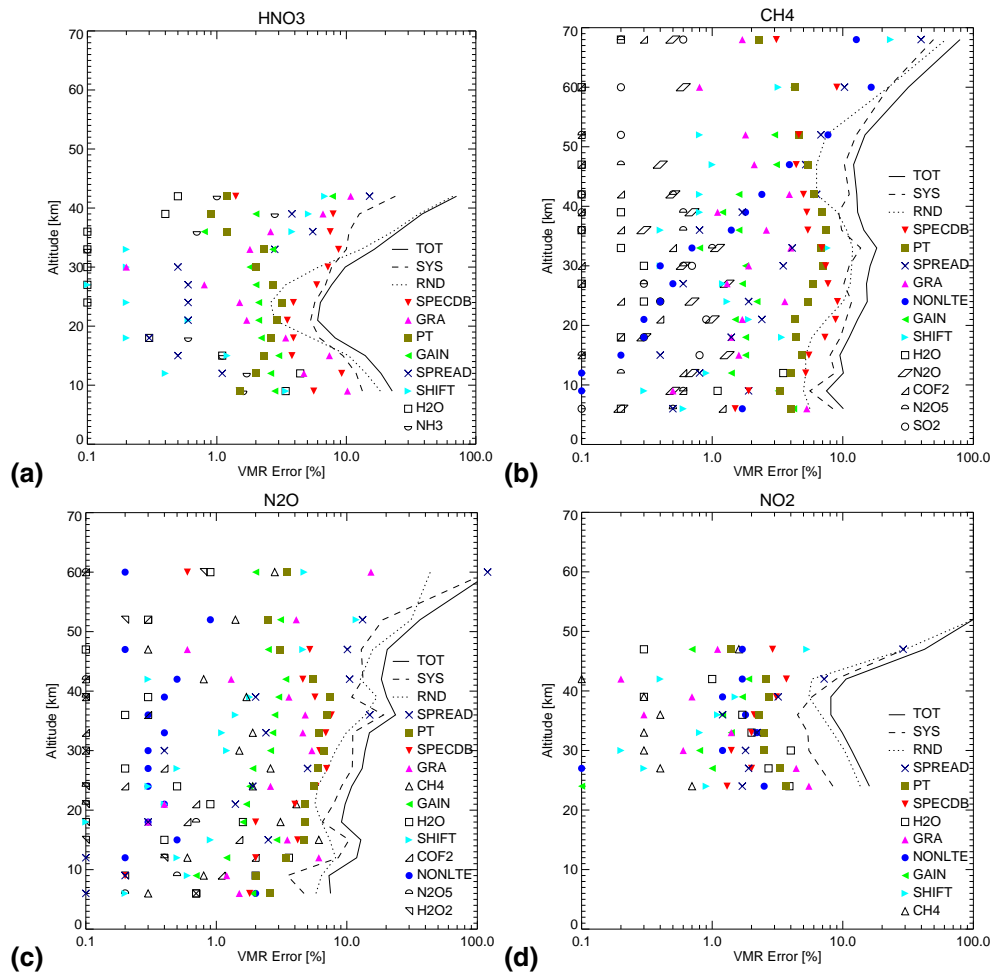 HNO3
70
60
50
40
30
20
10
0
Altitude [km]
0.1 1.0 10.0 100.0
VMR Error [%]
TOT
SYS
RND
SPECDB
GRA
PT
GAIN
SPREAD
SHIFT
H2O
NH3
(a)
CH4
70
60
50
40
30
20
10
0
Altitude [km]
0.1 1.0 10.0 100.0
VMR Error [%]
TOT
SYS
RND
SPECDB
PT
SPREAD
GRA
NONLTE
GAIN
SHIFT
H2O
N2O
COF2
N2O5
SO2
(b)
N2O
70
60
50
40
30
20
10
0
Altitude [km]
0.1 1.0 10.0 100.0
VMR Error [%]
TOT
SYS
RND
SPREAD
PT
SPECDB
GRA
CH4
GAIN
H2O
SHIFT
COF2
NONLTE
N2O5
H2O2
(c)
NO2
70
60
50
40
30
20
10
0
Altitude [km]
0.1 1.0 10.0 100.0
VMR Error [%]
TOT
SYS
RND
SPREAD
PT
SPECDB
H2O
GRA
NONLTE
GAIN
SHIFT
CH4
(d)